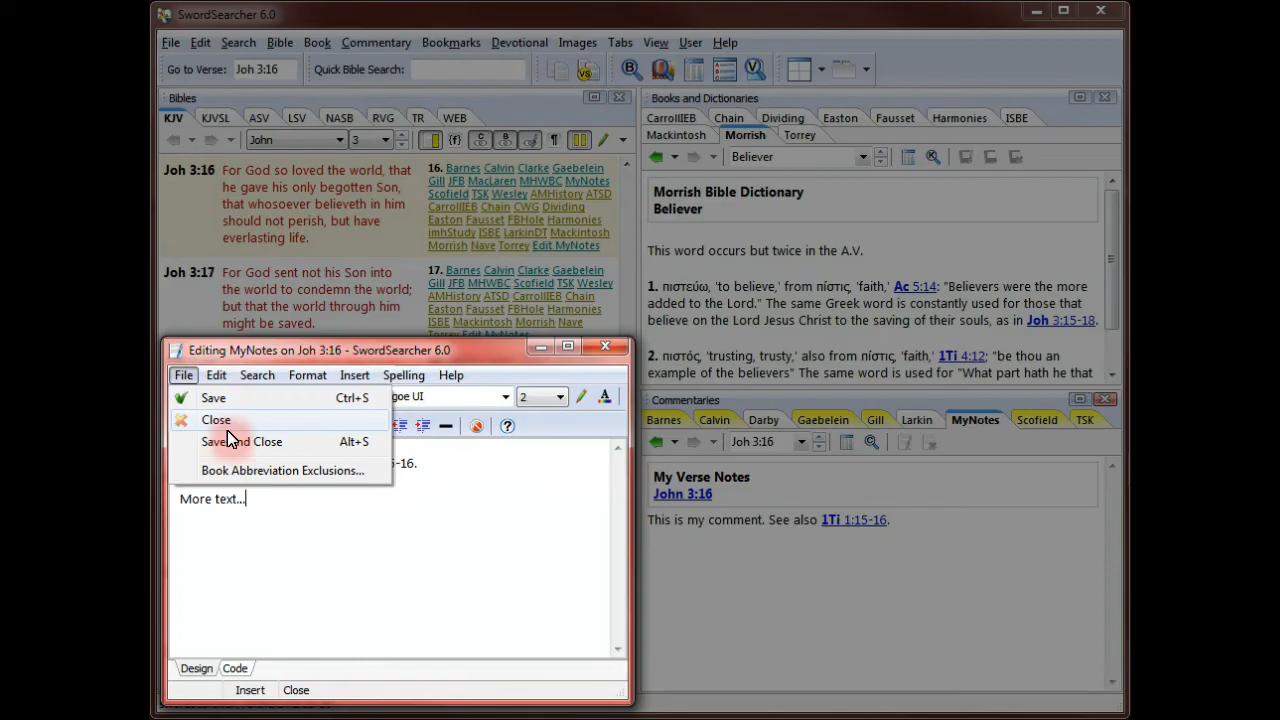 SwordSearcher 6.0
File Edit Search Bible Book Commentary Bookmarks Devotional Images Tabs View User Help
Go to Verse: Joh 3:16 Quick Bible Search:
Bibles
KJV KJVSL ASV LSV NASB RVG TR WEB
John 3
Joh 3:16 For God so loved the world, that
he gave his only begotten Son,
that whosoever believeth in him
should not perish, but have
everlasting life.
16. Barnes Calvin Clarke Gaebelein
Gill JFB MacLaren MHWBC MyNotes
Scofield TSK Wesley AMHistory ATSD
CarrollIEB Chain CWG Dividing
Easton Fausset FBHole Harmonies
imhStudy ISBE LarkinDT Mackintosh
Morrish Nave Torrey Edit MyNotes
Joh 3:17 For God sent not his Son into
the world to condemn the world;
but that the world through him
might be saved.
17. Barnes Calvin Clarke Gaebelein
Gill JFB MHWBC Scofield TSK Wesley
AMHistory ATSD CarrollIEB Chain
Easton Fausset FBHole Harmonies
ISBE Mackintosh Morrish Nave
Books and Dictionaries
CarrollIEB Chain Dividing Easton Fausset Harmonies ISBE
Mackintosh Morrish Torrey
Believer
Morrish Bible Dictionary
Believer
This word occurs but twice in the A.V.
1. πιστεύω, 'to believe,' from πίστις, 'faith,' Ac 5:14: "Believers were the more
added to the Lord." The same Greek word is constantly used for those that
believe on the Lord Jesus Christ to the saving of their souls, as in Joh 3:15-18.
2. πιστός, 'trusting, trusty,' also from πίστις, 'faith,' 1Ti 4:12; "be thou an
example of the believers" The same word is used for "What part hath he that
Commentaries
Barnes Calvin Darby Gaebelein Gill Larkin MyNotes Scofield TSK
Joh 3:16
My Verse Notes
John 3:16
This is my comment. See also 1Ti 1:15-16.
Editing MyNotes on Joh 3:16 - SwordSearcher 6.0
File Edit Search Format Insert Spelling Help
goe UI 2
Save Ctrl+S
Close
Save and Close Alt+S
Book Abbreviation Exclusions...
5-16.
More text...
Design Code
Insert Close